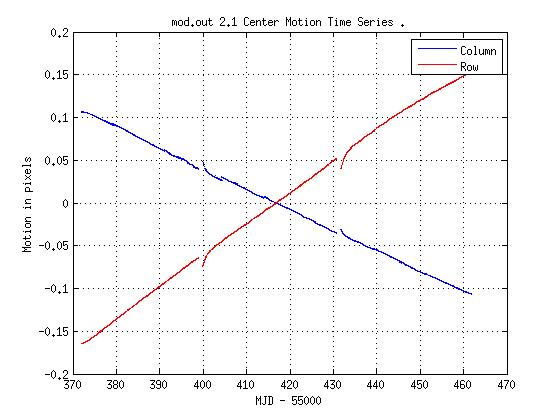 mod.out 2.1 Center Motion Time Series .
Column
Row
0.2
0.15
0.1
0.05
0
-0.05
-0.1
-0.15
-0.2
Motion in pixels
370 380 390 400 410 420 430 440 450 460 470
MJD - 55000